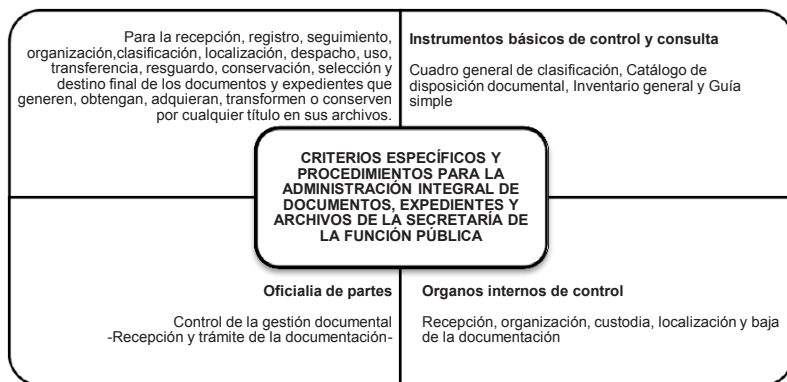 Para la recepción, registro, seguimiento,
organización,clasificación, localización, despacho, uso,
transferencia, resguardo, conservación, selección y
destino final de los documentos y expedientes que
generen, obtengan, adquieran, transformen o conserven
por cualquier título en sus archivos.
Instrumentos básicos de control y consulta
Cuadro general de clasificación, Catálogo de
disposición documental, Inventario general y Guía
simple
CRITERIOS ESPECÍFICOS Y
PROCEDIMIENTOS PARA LA
ADMINISTRACIÓN INTEGRAL DE
DOCUMENTOS, EXPEDIENTES Y
ARCHIVOS DE LA SECRETARÍA DE
LA FUNCIÓN PÚBLICA
Oficialia de partes
Control de la gestión documental
-Recepción y trámite de la documentación-
Organos internos de control
Recepción, organización, custodia, localización y baja
de la documentación